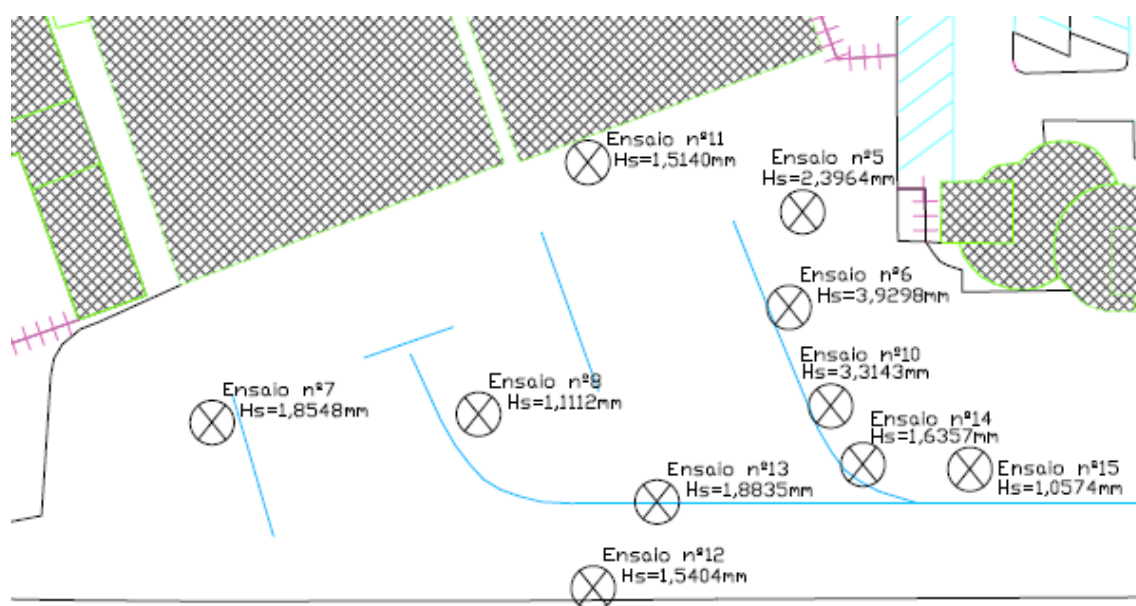 Ensaio nº11
Hs=1,5140mm
Ensaio nº5
Hs=2,3964mm
Ensaio nº6
Hs=3,9298mm
Ensaio nº10
Hs=3,3143mm
Ensaio nº7
Hs=1,8548mm
Ensaio nº8
Hs=1,1112mm
Ensaio nº14
Hs=1,6357mm
Ensaio nº13
Hs=1,8835mm
Ensaio nº15
Hs=1,0574mm
Ensaio nº12
Hs=1,5404mm